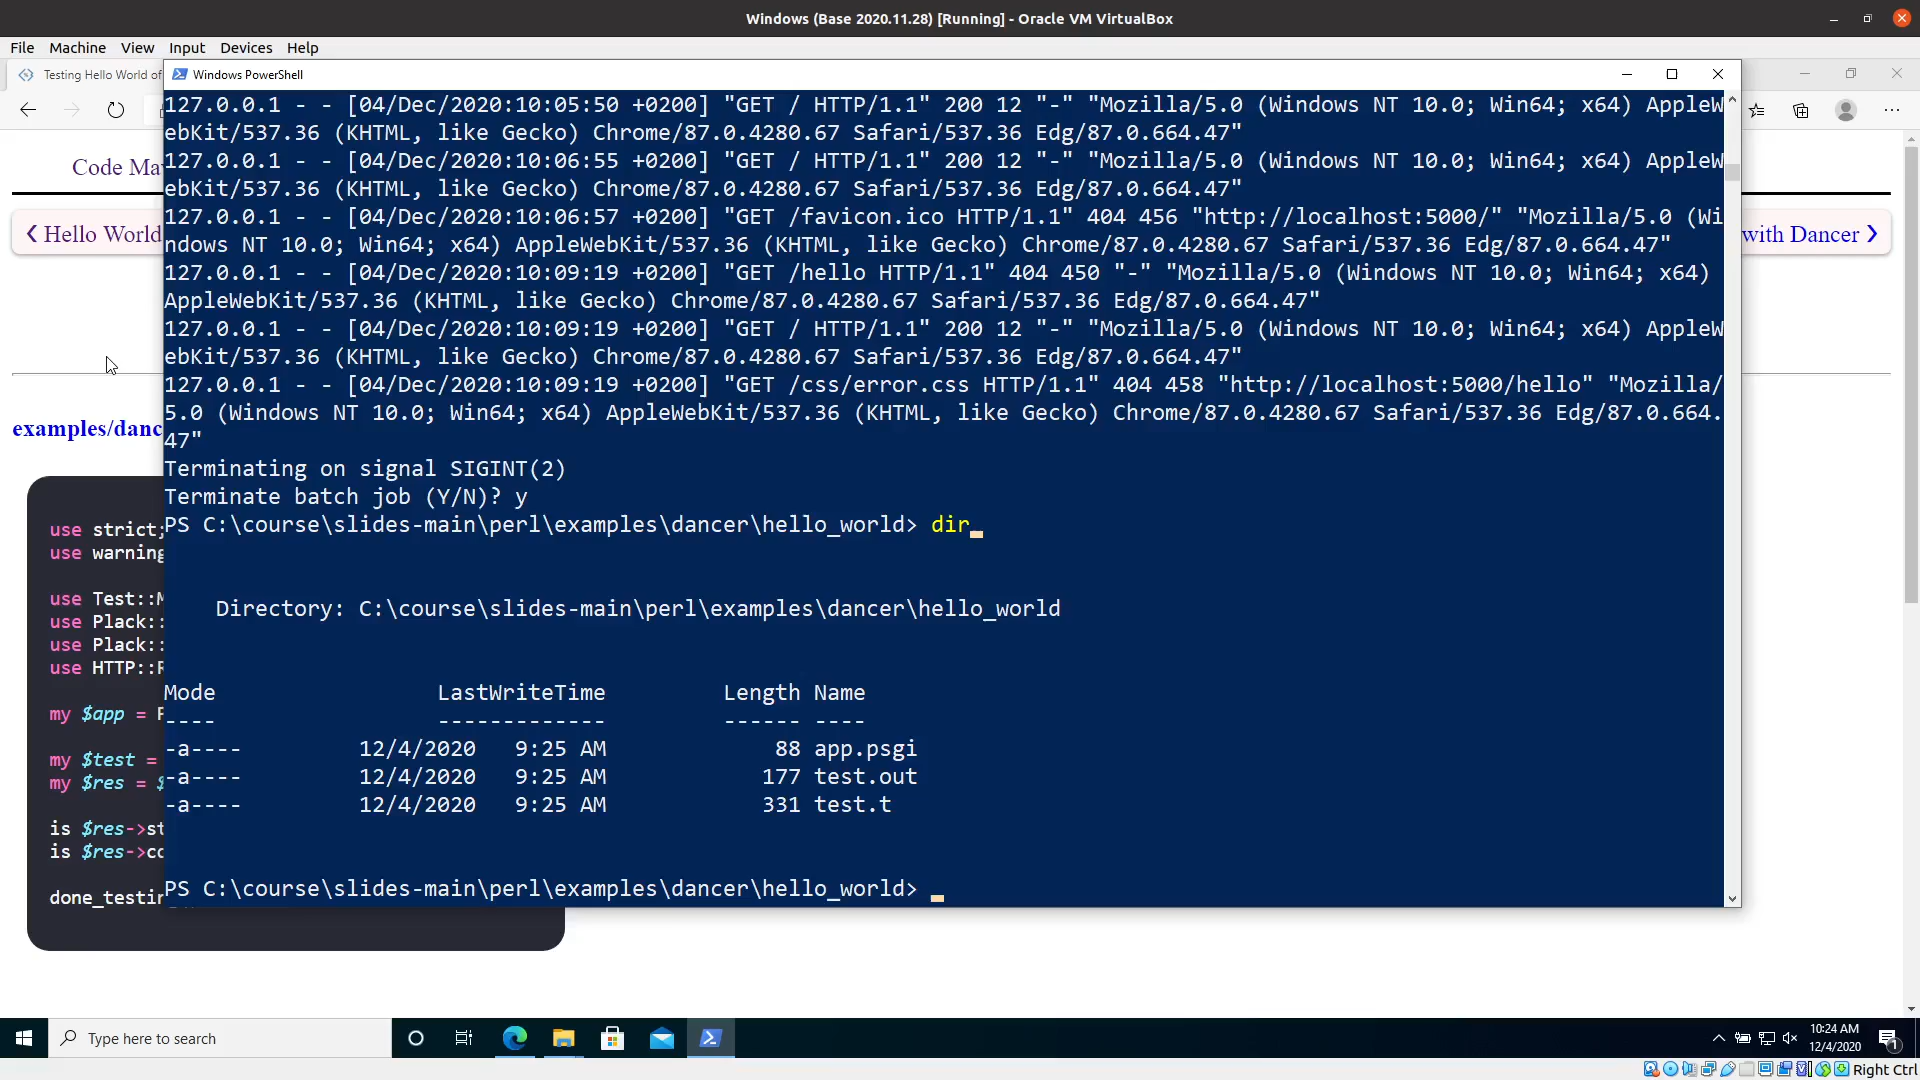 Windows (Base 2020.11.28) [Running] - Oracle VM VirtualBox
File Machine View Input Devices Help
Testing Hello World of
Windows PowerShell
Code Ma
Hello World
with Dancer
examples/danc
use strict;
use warning
use Test::M
use Plack::
use Plack::
use HTTP::R
my $app =
my $test =
my $res = $
is $res->st
is $res->co
done_testin
127.0.0.1 - - [04/Dec/2020:10:05:50 +0200] "GET / HTTP/1.1" 200 12 "-" "Mozilla/5.0 (Windows NT 10.0; Win64; x64) AppleW
ebKit/537.36 (KHTML, like Gecko) Chrome/87.0.4280.67 Safari/537.36 Edg/87.0.664.47"
127.0.0.1 - - [04/Dec/2020:10:06:55 +0200] "GET / HTTP/1.1" 200 12 "-" "Mozilla/5.0 (Windows NT 10.0; Win64; x64) AppleW
ebKit/537.36 (KHTML, like Gecko) Chrome/87.0.4280.67 Safari/537.36 Edg/87.0.664.47"
127.0.0.1 - - [04/Dec/2020:10:06:57 +0200] "GET /favicon.ico HTTP/1.1" 404 456 "http://localhost:5000/" "Mozilla/5.0 (Wi
ndows NT 10.0; Win64; x64) AppleWebKit/537.36 (KHTML, like Gecko) Chrome/87.0.4280.67 Safari/537.36 Edg/87.0.664.47"
127.0.0.1 - - [04/Dec/2020:10:09:19 +0200] "GET /hello HTTP/1.1" 404 450 "-" "Mozilla/5.0 (Windows NT 10.0; Win64; x64)
AppleWebKit/537.36 (KHTML, like Gecko) Chrome/87.0.4280.67 Safari/537.36 Edg/87.0.664.47"
127.0.0.1 - - [04/Dec/2020:10:09:19 +0200] "GET / HTTP/1.1" 200 12 "-" "Mozilla/5.0 (Windows NT 10.0; Win64; x64) AppleW
ebKit/537.36 (KHTML, like Gecko) Chrome/87.0.4280.67 Safari/537.36 Edg/87.0.664.47"
127.0.0.1 - - [04/Dec/2020:10:09:19 +0200] "GET /css/error.css HTTP/1.1" 404 458 "http://localhost:5000/hello" "Mozilla/
5.0 (Windows NT 10.0; Win64; x64) AppleWebKit/537.36 (KHTML, like Gecko) Chrome/87.0.4280.67 Safari/537.36 Edg/87.0.664.
47"
Terminating on signal SIGINT(2)
Terminate batch job (Y/N)? y
PS C:\course\slides-main\perl\examples\dancer\hello_world> dir
Directory: C:\course\slides-main\perl\examples\dancer\hello_world
Mode LastWriteTime Length Name
---- ------------- ------ ----
-a---- 12/4/2020 9:25 AM 88 app.psgi
-a---- 12/4/2020 9:25 AM 177 test.out
-a---- 12/4/2020 9:25 AM 331 test.t
PS C:\course\slides-main\perl\examples\dancer\hello_world>
Type here to search
10:24 AM
12/4/2020
1
Right Ctrl